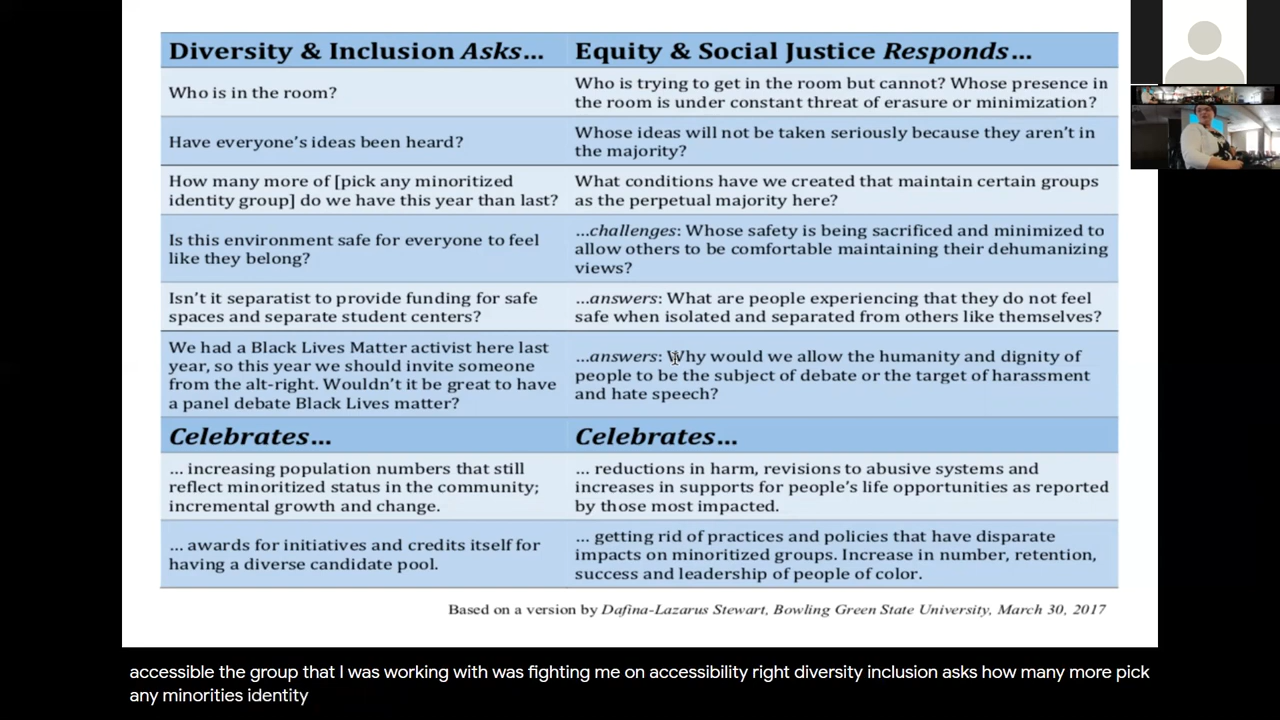 Diversity & Inclusion Asks…
Equity & Social Justice Responds…
Who is in the room?
Who is trying to get in the room but cannot? Whose presence in
the room is under constant threat of erasure or minimization?
Have everyone's ideas been heard?
Whose ideas will not be taken seriously because they aren't in
the majority?
How many more of [pick any minoritized
identity group] do we have this year than last?
What conditions have we created that maintain certain groups
as the perpetual majority here?
Is this environment safe for everyone to feel
like they belong?
…challenges: Whose safety is being sacrificed and minimized to
allow others to be comfortable maintaining their dehumanizing
views?
Isn't it separatist to provide funding for safe
spaces and separate student centers?
…answers: What are people experiencing that they do not feel
safe when isolated and separated from others like themselves?
We had a Black Lives Matter activist here last
year, so this year we should invite someone
from the alt-right. Wouldn't it be great to have
a panel debate Black Lives matter?
…answers: Why would we allow the humanity and dignity of
people to be the subject of debate or the target of harassment
and hate speech?
Celebrates…
Celebrates…
… increasing population numbers that still
reflect minoritized status in the community;
incremental growth and change.
… reductions in harm, revisions to abusive systems and
increases in supports for people's life opportunities as reported
by those most impacted.
… awards for initiatives and credits itself for
having a diverse candidate pool.
… getting rid of practices and policies that have disparate
impacts on minoritized groups. Increase in number, retention,
success and leadership of people of color.
Based on a version by Dafina-Lazarus Stewart, Bowling Green State University, March 30, 2017
accessible the group that I was working with was fighting me on accessibility right diversity inclusion asks how many more pick
any minorities identity